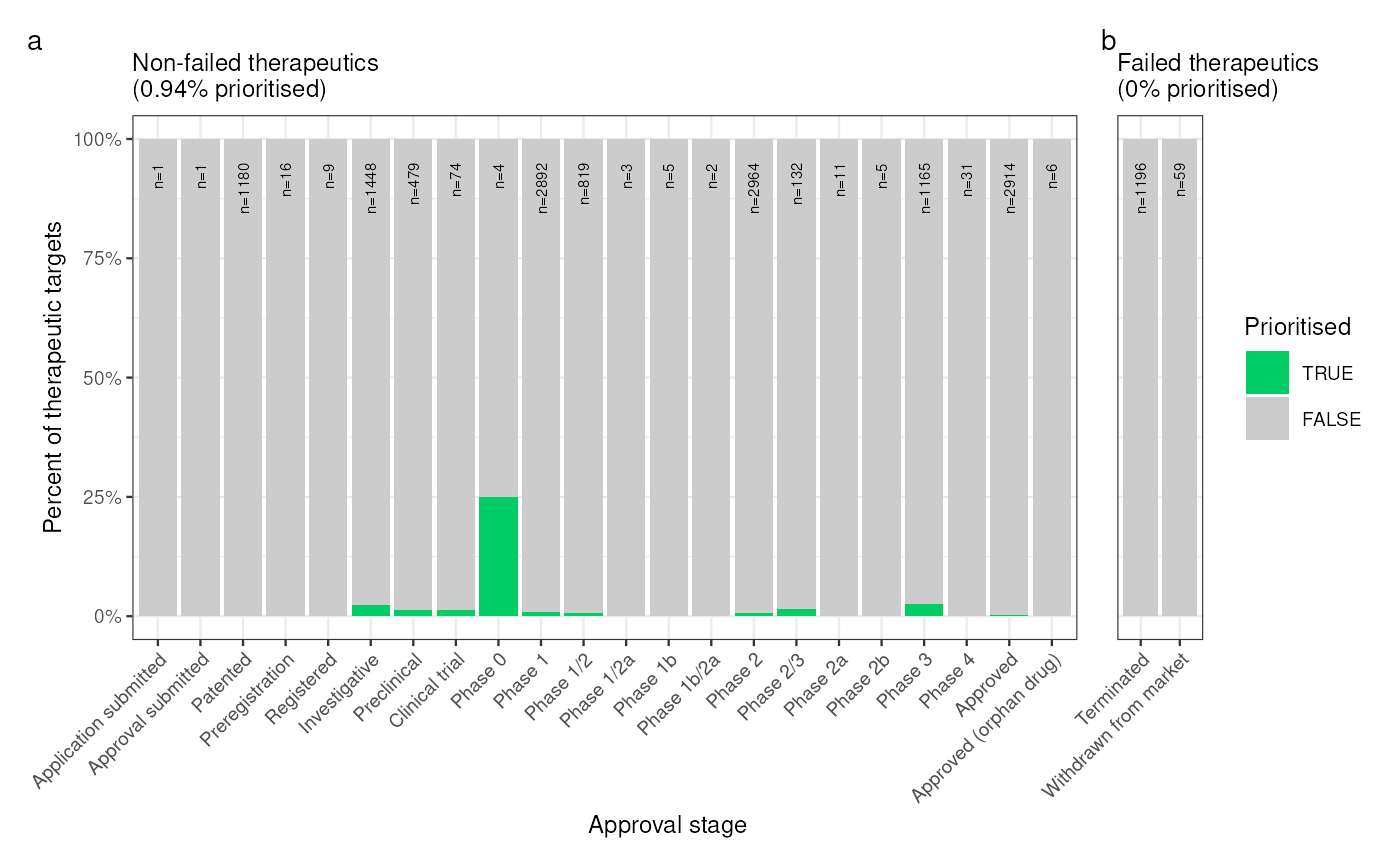 a
Non-failed therapeutics
(0.94% prioritised)
b
Failed therapeutics
(0% prioritised)
Percent of therapeutic targets
100%
75%
50%
25%
0%
n=1
n=1
n=1180
n=16
n=9
n=1448
n=479
n=74
n=4
n=2892
n=819
n=3
n=5
n=2
n=2964
n=132
n=11
n=5
n=1165
n=31
n=2914
n=6
n=1196
n=59
Application submitted
Approval submitted
Patented
Preregistration
Registered
Investigative
Preclinical
Clinical trial
Phase 0
Phase 1
Phase 1/2
Phase 1/2a
Phase 1b
Phase 1b/2a
Phase 2
Phase 2/3
Phase 2a
Phase 2b
Phase 3
Phase 4
Approved
Approved (orphan drug)
Terminated
Withdrawn from market
Approval stage
Prioritised
TRUE
FALSE